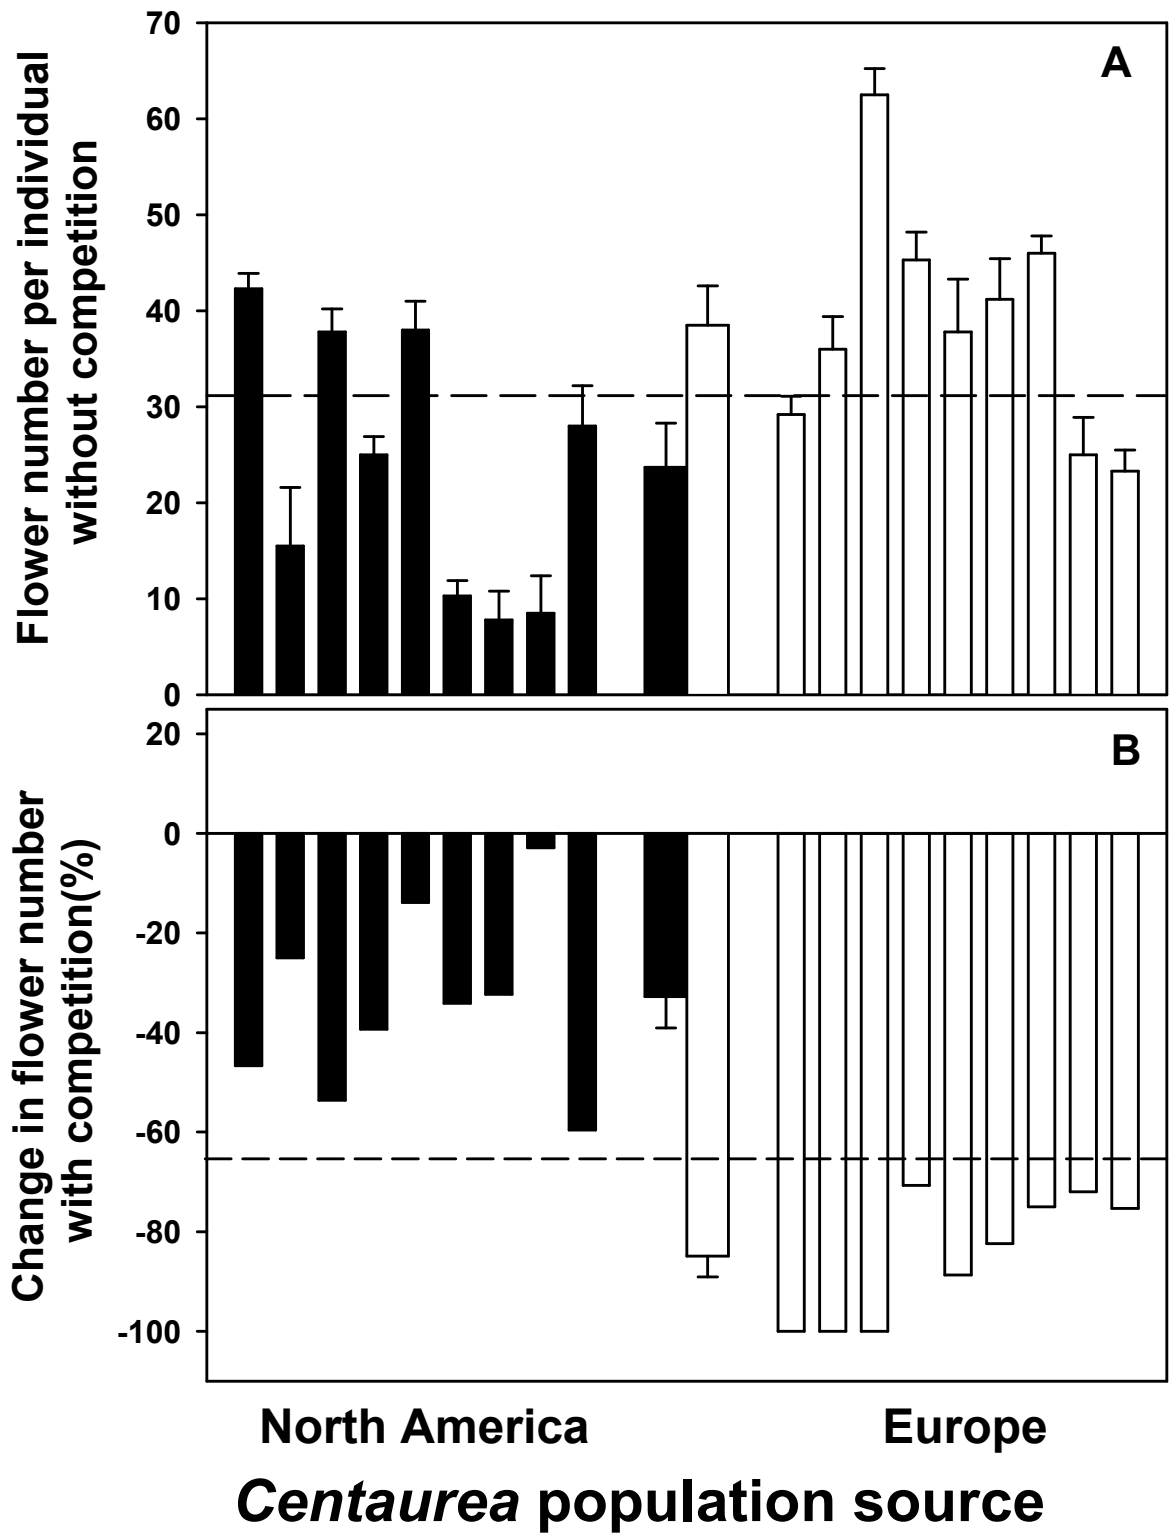 Flower number per individual
without competition
70
60
50
40
30
20
10
0
A
Change in flower number
with competition(%)
20
0
-20
-40
-60
-80
-100
B
North America
Europe
Centaurea population source